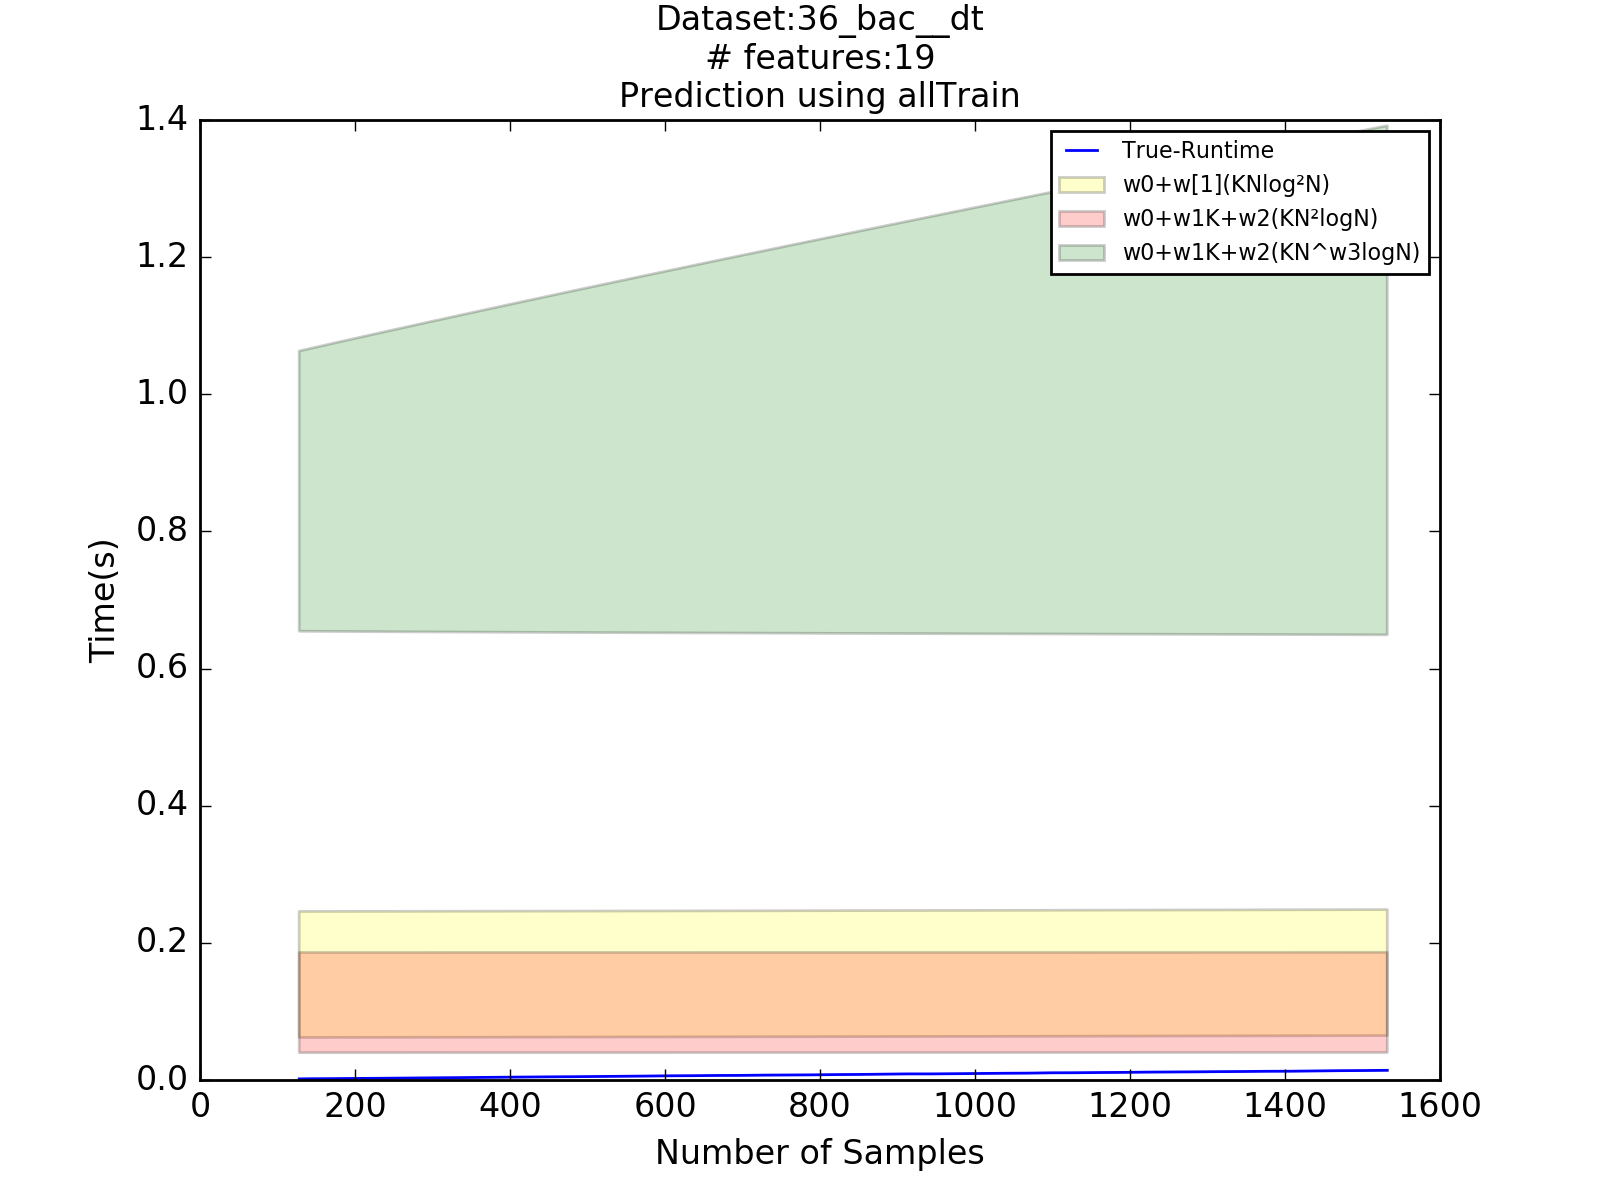 Dataset:36_bac__dt
# features:19
Prediction using allTrain
1.4
1.2
1.0
0.8
0.6
0.4
0.2
0.0
Time(s)
True-Runtime
w0+w[1](KNlog²N)
w0+w1K+w2(KN²logN)
w0+w1K+w2(KN^w3logN)
0 200 400 600 800 1000 1200 1400 1600
Number of Samples